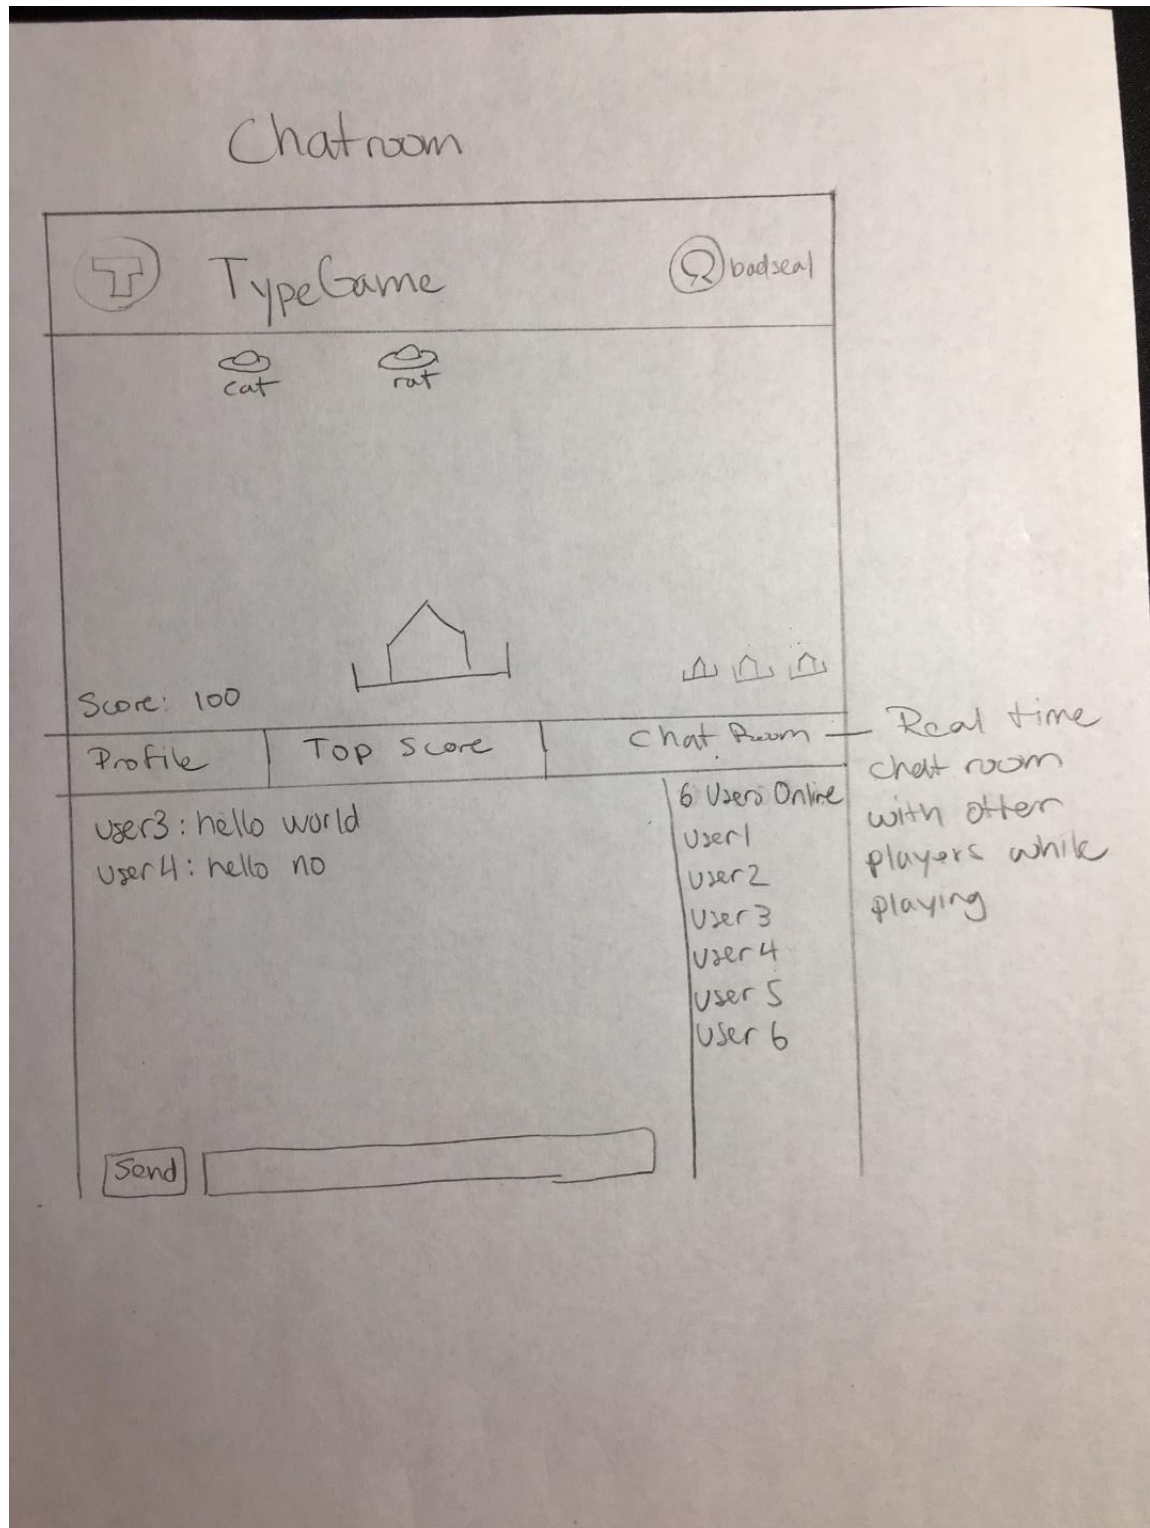 Chatroom
T TypeGame badseal
cat rat
Score: 100
Profile Top Score Chat Room
Real time
chat room
with other
players while
playing
user3: hello world
user4: hello no
6 Users Online
User1
User2
User3
User4
User5
User6
Send